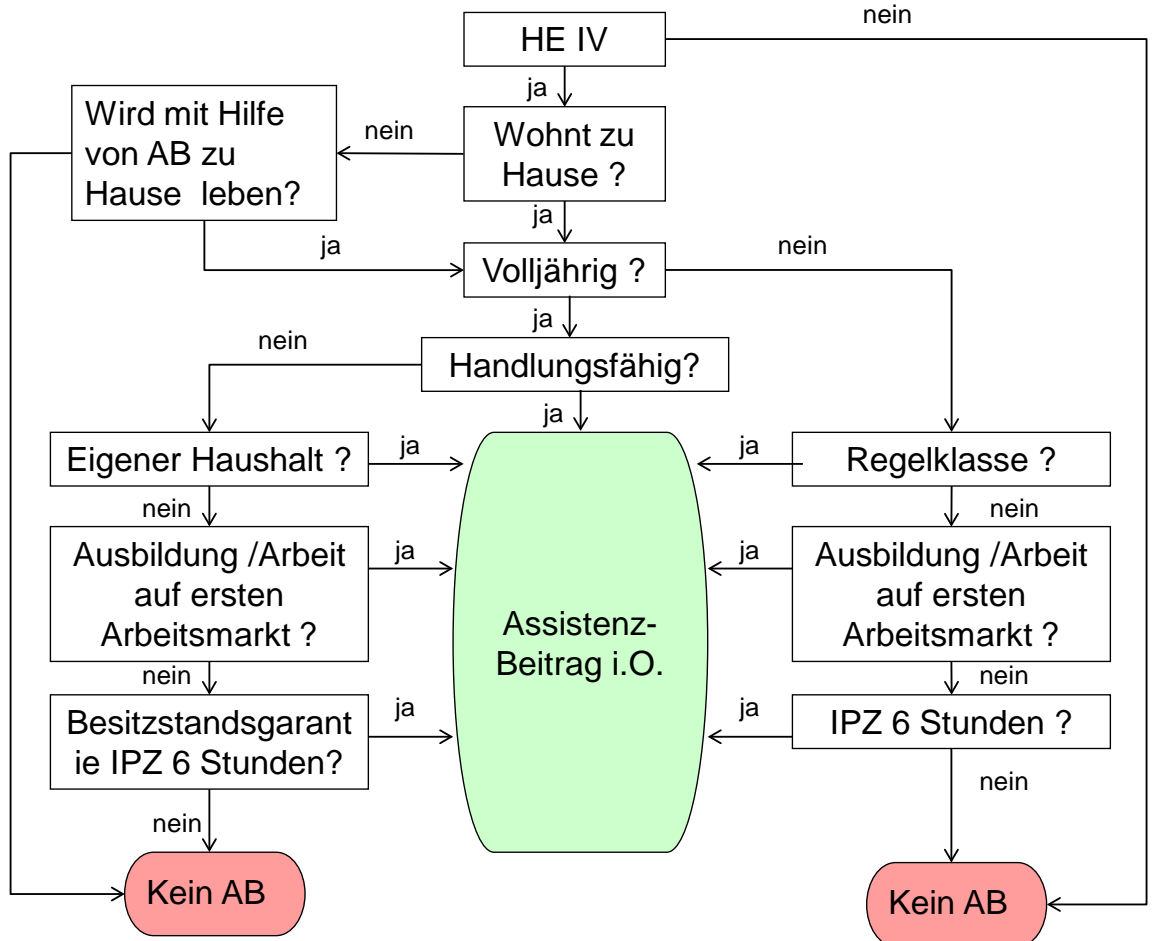 nein
HE IV
ja
Wird mit Hilfe
von AB zu
Hause leben?
nein
Wohnt zu
Hause ?
ja
ja
Volljährig ?
nein
ja
nein
Handlungsfähig?
ja
Eigener Haushalt ?
ja
ja
Regelklasse ?
nein
nein
Ausbildung /Arbeit
auf ersten
Arbeitsmarkt ?
ja
Assistenz-
Beitrag i.O.
ja
Ausbildung /Arbeit
auf ersten
Arbeitsmarkt ?
nein
nein
Besitzstandsgarant
ie IPZ 6 Stunden?
ja
ja
IPZ 6 Stunden ?
nein
nein
Kein AB
Kein AB